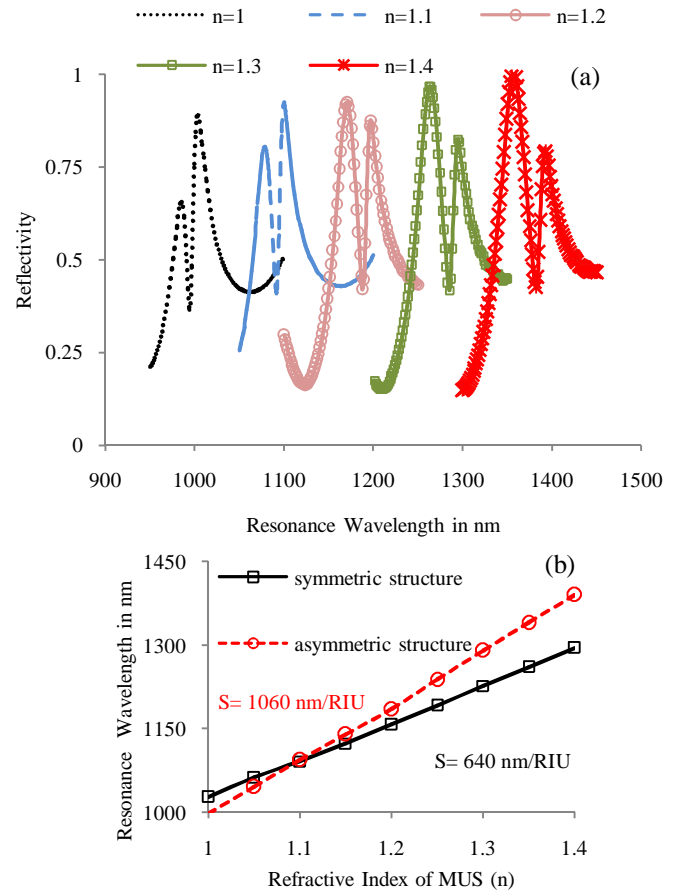 n=1 n=1.1 n=1.2
n=1.3 n=1.4
(a)
1
0.75
0.5
0.25
0
Reflectivity
900 1000 1100 1200 1300 1400 1500
Resonance Wavelength in nm
(b)
1450
1300
1150
1000
Resonance Wavelength in nm
symmetric structure
asymmetric structure
S= 1060 nm/RIU
S= 640 nm/RIU
1 1.1 1.2 1.3 1.4
Refractive Index of MUS (n)